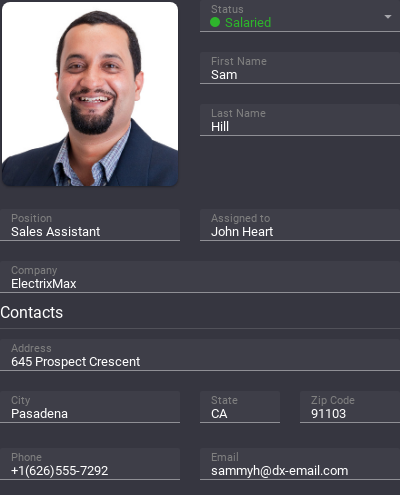 Status
Salaried
First Name
Sam
Last Name
Hill
Position
Sales Assistant
Assigned to
John Heart
Company
ElectrixMax
Contacts
Address
645 Prospect Crescent
City
Pasadena
State
CA
Zip Code
91103
Phone
+1(626)555-7292
Email
sammyh@dx-email.com